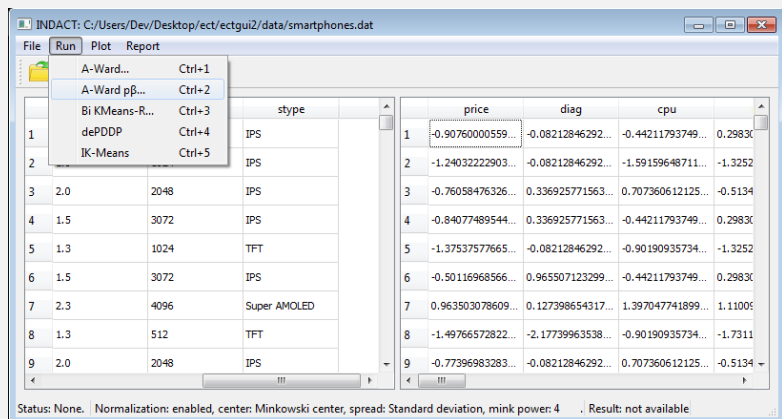 INDACT: C:/Users/Dev/Desktop/ect/ectgui2/data/smartphones.dat
File Run Plot Report
A-Ward... Ctrl+1
A-Ward pβ... Ctrl+2
Bi KMeans-R... Ctrl+3
dePDDP Ctrl+4
IK-Means Ctrl+5
stype
1 IPS
2 IPS
3 2.0 2048 IPS
4 1.5 3072 IPS
5 1.3 1024 TFT
6 1.5 3072 IPS
7 2.3 4096 Super AMOLED
8 1.3 512 TFT
9 2.0 2048 IPS
price diag cpu
1 -0.90760000559... -0.08212846292... -0.44211793749... 0.2983
2 -1.24032222903... -0.08212846292... -1.59159648711... -1.3252
3 -0.76058476326... 0.336925771563... 0.707360612125... -0.5134
4 -0.84077489544... 0.336925771563... -0.44211793749... 0.2983
5 -1.37537577665... -0.08212846292... -0.90190935734... -1.3252
6 -0.50116968566... 0.965507123299... -0.44211793749... 0.2983
7 0.963503078609... 0.127398654317... 1.397047741899... 1.1100
8 -1.49766572822... -2.17739963538... -0.90190935734... -1.7311
9 -0.77396983283... -0.08212846292... 0.707360612125... -0.5134
Status: None. Normalization: enabled, center: Minkowski center, spread: Standard deviation, mink power: 4 . Result: not available